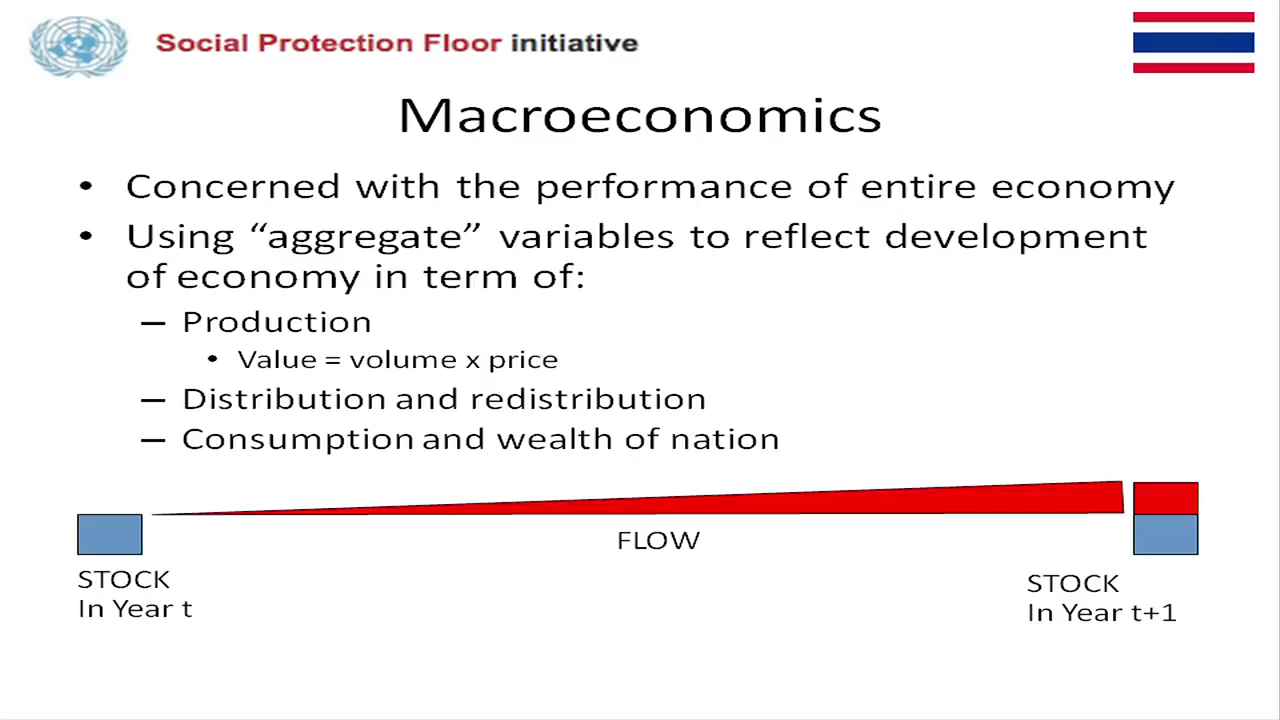 Social Protection Floor initiative
Macroeconomics
• Concerned with the performance of entire economy
• Using “aggregate” variables to reflect development
of economy in term of:
– Production
• Value = volume x price
– Distribution and redistribution
– Consumption and wealth of nation
FLOW
STOCK
In Year t
STOCK
In Year t+1